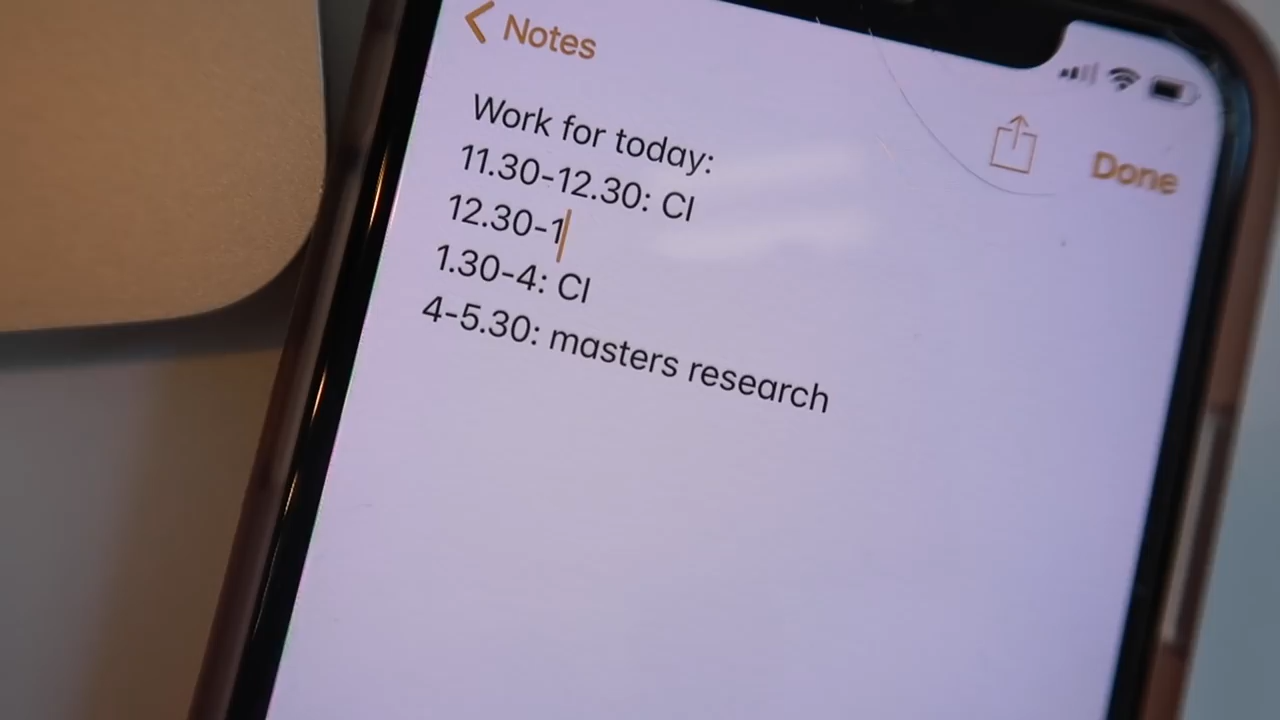 Notes
Done
Work for today:
11.30-12.30: CI
12.30-1
1.30-4: CI
4-5.30: masters research